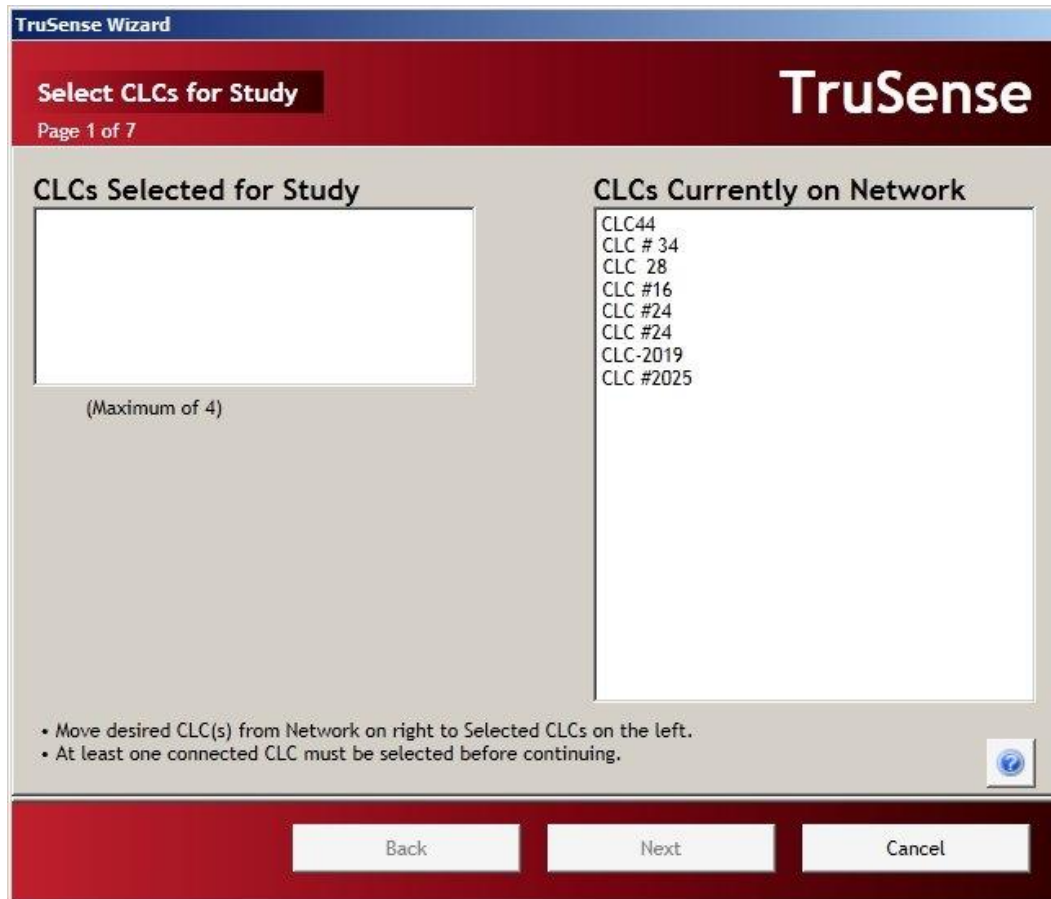 TruSense Wizard
Select CLCs for Study
TruSense
Page 1 of 7
CLCs Selected for Study
(Maximum of 4)
CLCs Currently on Network
CLC44
CLC # 34
CLC  28
CLC #16
CLC #24
CLC #24
CLC-2019
CLC #2025
• Move desired CLC(s) from Network on right to Selected CLCs on the left.
• At least one connected CLC must be selected before continuing.
?
Back
Next
Cancel